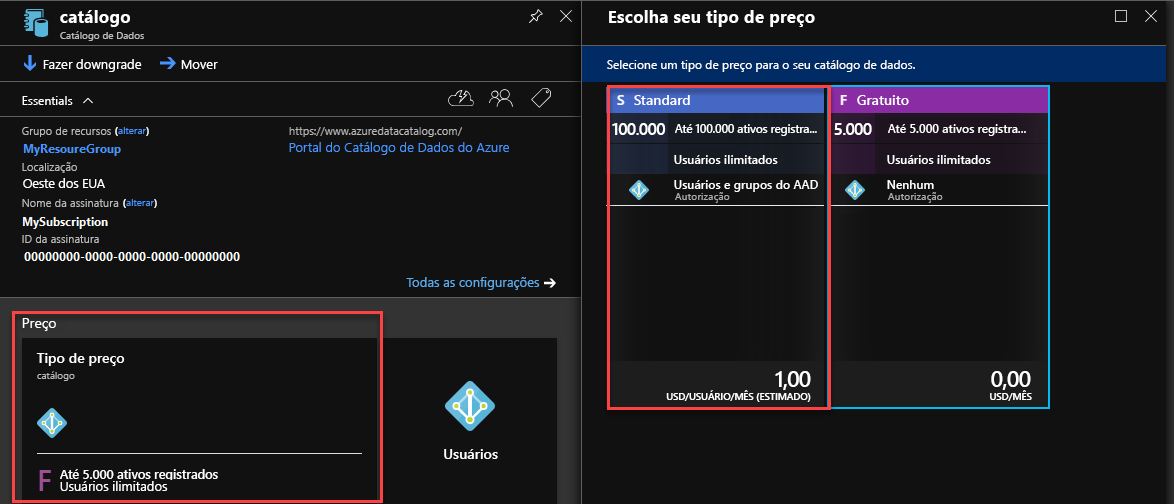 catálogo
Catálogo de Dados
Fazer downgrade
Mover
Essentials
Grupo de recursos (alterar)
MyResoureGroup
Localização
Oeste dos EUA
Nome da assinatura (alterar)
MySubscription
ID da assinatura
00000000-0000-0000-0000-00000000
https://www.azuredatacatalog.com/
Portal do Catálogo de Dados do Azure
Todas as configurações
Preço
Tipo de preço
catálogo
F Até 5.000 ativos registrados
Usuários ilimitados
Usuários
Escolha seu tipo de preço
Selecione um tipo de preço para o seu catálogo de dados.
S Standard
100.000 Até 100.000 ativos registra...
Usuários ilimitados
Usuários e grupos do AAD
Autorização
1,00
USD/USUÁRIO/MÊS (ESTIMADO)
F Gratuito
5.000 Até 5.000 ativos registra...
Usuários ilimitados
Nenhum
Autorização
0,00
USD/MÊS